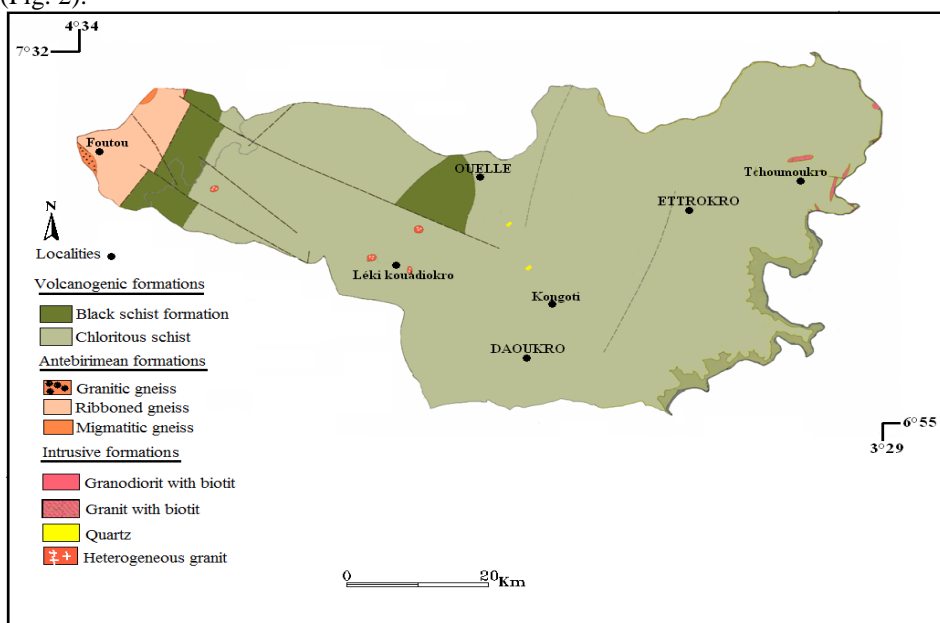 (Fig. 2).
4°34
7°32
Foutou
OUELLE
Tchoumoukro
ETTROKRO
N
Localities
Léki kouadiokro
Kongoti
DAOUKRO
Volcanogenic formations
Black schist formation
Chloritous schist
Antebirimean formations
Granitic gneiss
Ribboned gneiss
Migmatitic gneiss
6°55
3°29
Intrusive formations
Granodiorit with biotit
Granit with biotit
Quartz
Heterogeneous granit
0 20Km